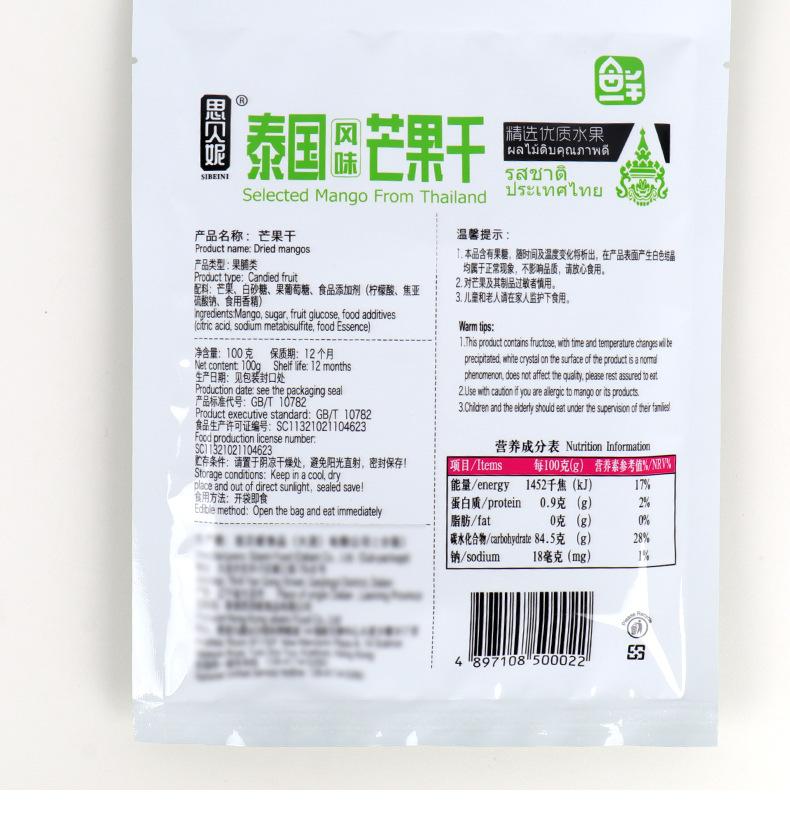 鲜
思贝妮
®
SIBEINI
泰国风味芒果干
Selected Mango From Thailand
精选优质水果
ผลไม้ดิบคุณภาพดี
รสชาติ
ประเทศไทย
产品名称：芒果干
Product name: Dried mangos
产品类型：果脯类
Product type: Candied fruit
配料：芒果、白砂糖、果葡萄糖、食品添加剂（柠檬酸、焦亚
硫酸钠、食用香精）
Ingredients:Mango, sugar, fruit glucose, food additives
(citric acid, sodium metabisulfite, food Essence)
净含量：100克 保质期：12个月
Net content: 100g Shelf life: 12 months
生产日期：见包装封口处
Production date: see the packaging seal
产品标准代号：GB/T 10782
Product executive standard: GB/T 10782
食品生产许可证编号：SC11321021104623
Food production license number:
SC11321021104623
贮存条件：请置于阴凉干燥处，避免阳光直射，密封保存！
Storage conditions: Keep in a cool, dry
place and out of direct sunlight, sealed save!
食用方法：开袋即食
Edible method: Open the bag and eat immediately
温馨提示：
1.本品含有果糖，随时间及温度变化将析出，在产品表面产生白色结晶
均属于正常现象，不影响品质，请放心食用。
2.对芒果及其制品过敏者慎用。
3.儿童和老人请在家人监护下食用。
Warm tips:
1.This product contains fructose, with time and temperature changes will be
precipitated, white crystal on the surface of the product is a normal
phenomenon, does not affect the quality, please rest assured to eat.
2.Use with caution if you are allergic to mango or its products.
3.Children and the elderly should eat under the supervision of their families!
营养成分表 Nutrition Information
项目/Items 每100克(g) 营养素参考值%/NRV%
能量/energy 1452千焦 (kJ) 17%
蛋白质/protein 0.9克 (g) 2%
脂肪/fat 0克 (g) 0%
碳水化合物/carbohydrate 84.5克 (g) 28%
钠/sodium 18毫克 (mg) 1%
4 897108 500022